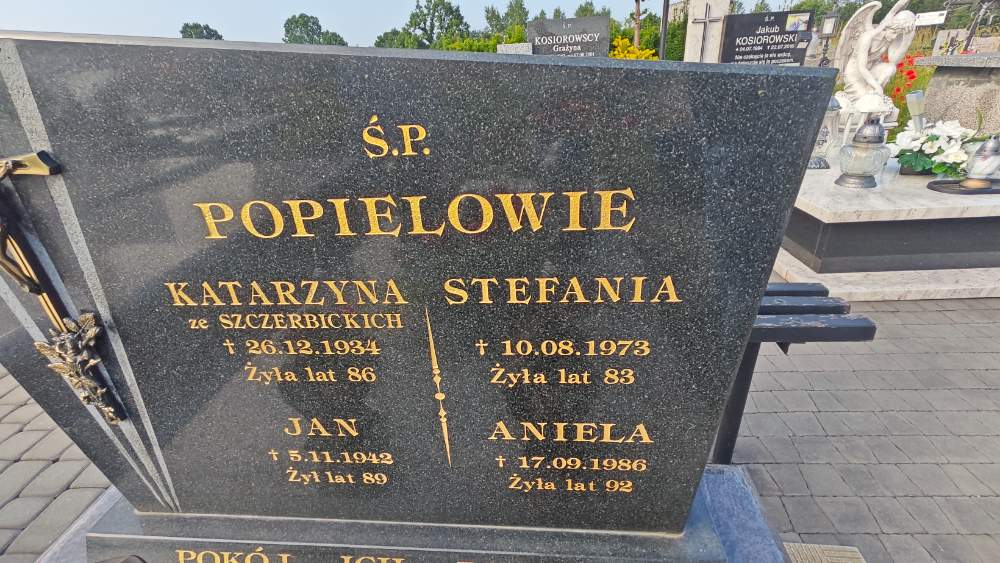 Ś.P.
POPIELOWIE
KATARZYNA
ze SZCZERBICKICH
† 26.12.1934
Żyła lat 86
STEFANIA
† 10.08.1973
Żyła lat 83
JAN
† 5.11.1942
Żył lat 89
ANIELA
† 17.09.1986
Żyła lat 92
POKÓJ ICH
KOSIOROWSCY
Grażyna
Ś.P.
Jakub
KOSIOROWSKI